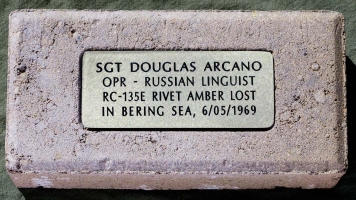 SGT DOUGLAS ARCANO
OPR - RUSSIAN LINGUIST
RC-135E RIVET AMBER LOST
IN BERING SEA, 6/05/1969